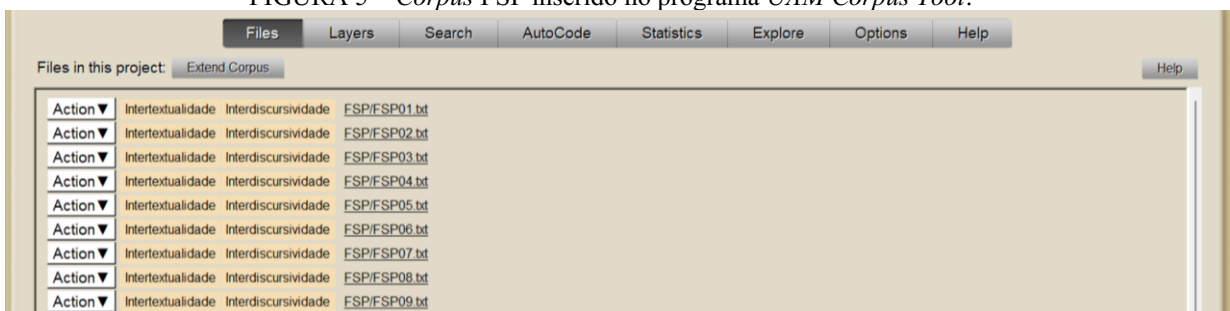 FIGURA 5 – Corpus FSP inserido no programa UAM Corpus Tool.
Files Layers Search AutoCode Statistics Explore Options Help
Files in this project: Extend Corpus Help
Action▼ Intertextualidade Interdiscursividade FSP/FSP01.txt
Action▼ Intertextualidade Interdiscursividade FSP/FSP02.txt
Action▼ Intertextualidade Interdiscursividade FSP/FSP03.txt
Action▼ Intertextualidade Interdiscursividade FSP/FSP04.txt
Action▼ Intertextualidade Interdiscursividade FSP/FSP05.txt
Action▼ Intertextualidade Interdiscursividade FSP/FSP06.txt
Action▼ Intertextualidade Interdiscursividade FSP/FSP07.txt
Action▼ Intertextualidade Interdiscursividade FSP/FSP08.txt
Action▼ Intertextualidade Interdiscursividade FSP/FSP09.txt